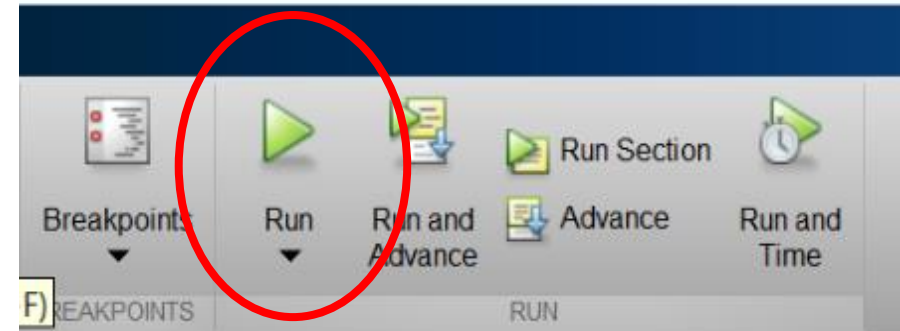 Breakpoints
Run
Run and
Advance
Run Section
Advance
Run and
Time
F)
REAKPOINTS
RUN